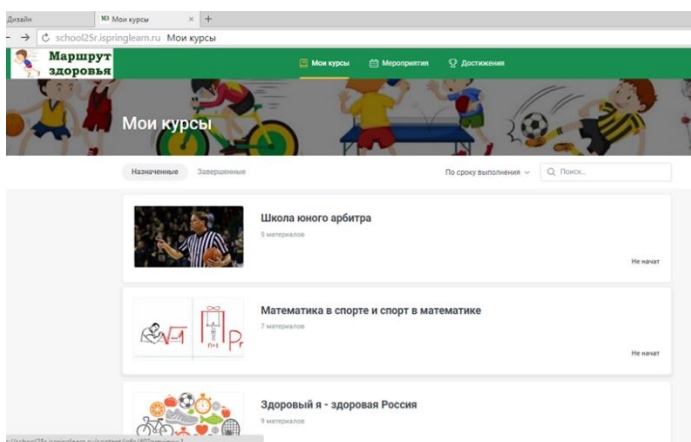 Дизайн
М Мои курсы × +
school25r.ispringlearn.ru Мои курсы
Маршрут здоровья
Мои курсы Мероприятия Достижения
Мои курсы
Назначенные Завершенные По сроку выполнения Поиск...
Школа юного арбитра
5 материалов
Не начат
Математика в спорте и спорт в математике
7 материалов
Не начат
Здоровый я - здоровая Россия
9 материалов